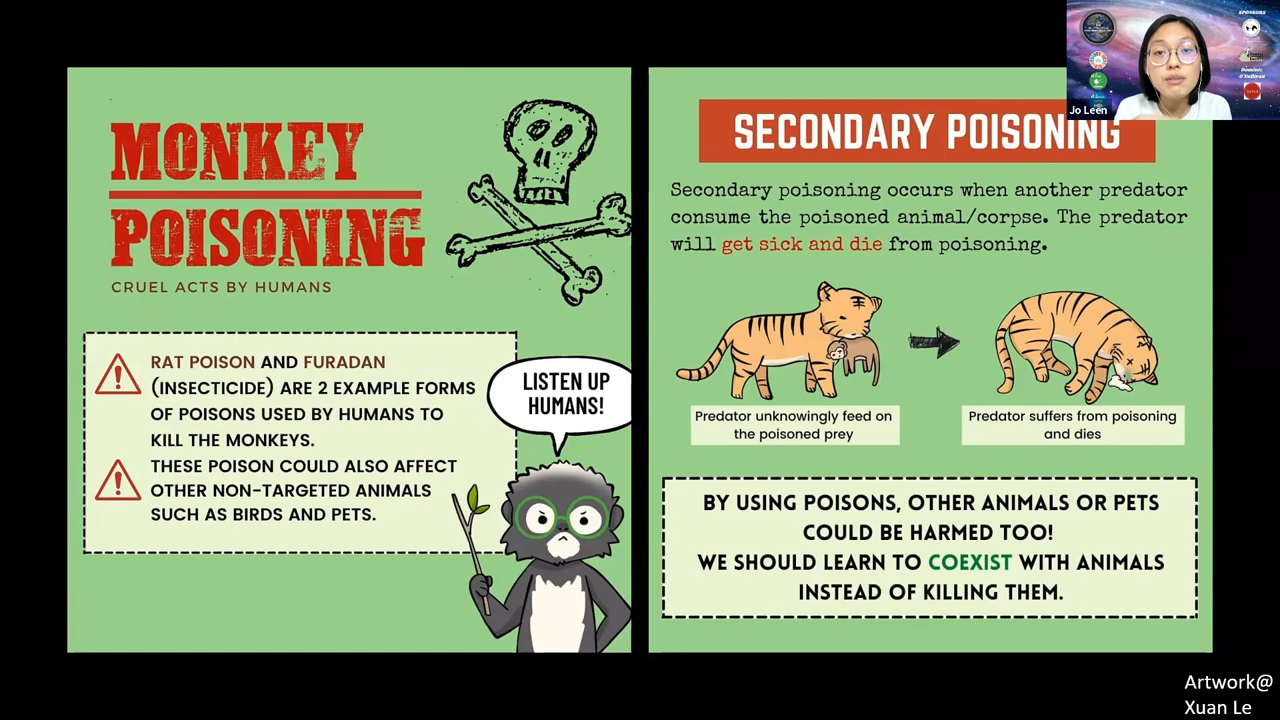 MONKEY
POISONING
CRUEL ACTS BY HUMANS
RAT POISON AND FURADAN
(INSECTICIDE) ARE 2 EXAMPLE FORMS
OF POISONS USED BY HUMANS TO
KILL THE MONKEYS.
THESE POISON COULD ALSO AFFECT
OTHER NON-TARGETED ANIMALS
SUCH AS BIRDS AND PETS.
LISTEN UP
HUMANS!
SECONDARY POISONING
Secondary poisoning occurs when another predator
consume the poisoned animal/corpse. The predator
will get sick and die from poisoning.
Predator unknowingly feed on
the poisoned prey
Predator suffers from poisoning
and dies
BY USING POISONS, OTHER ANIMALS OR PETS
COULD BE HARMED TOO!
WE SHOULD LEARN TO COEXIST WITH ANIMALS
INSTEAD OF KILLING THEM.
SPONSORS
Jo Leen
Artwork@
Xuan Le